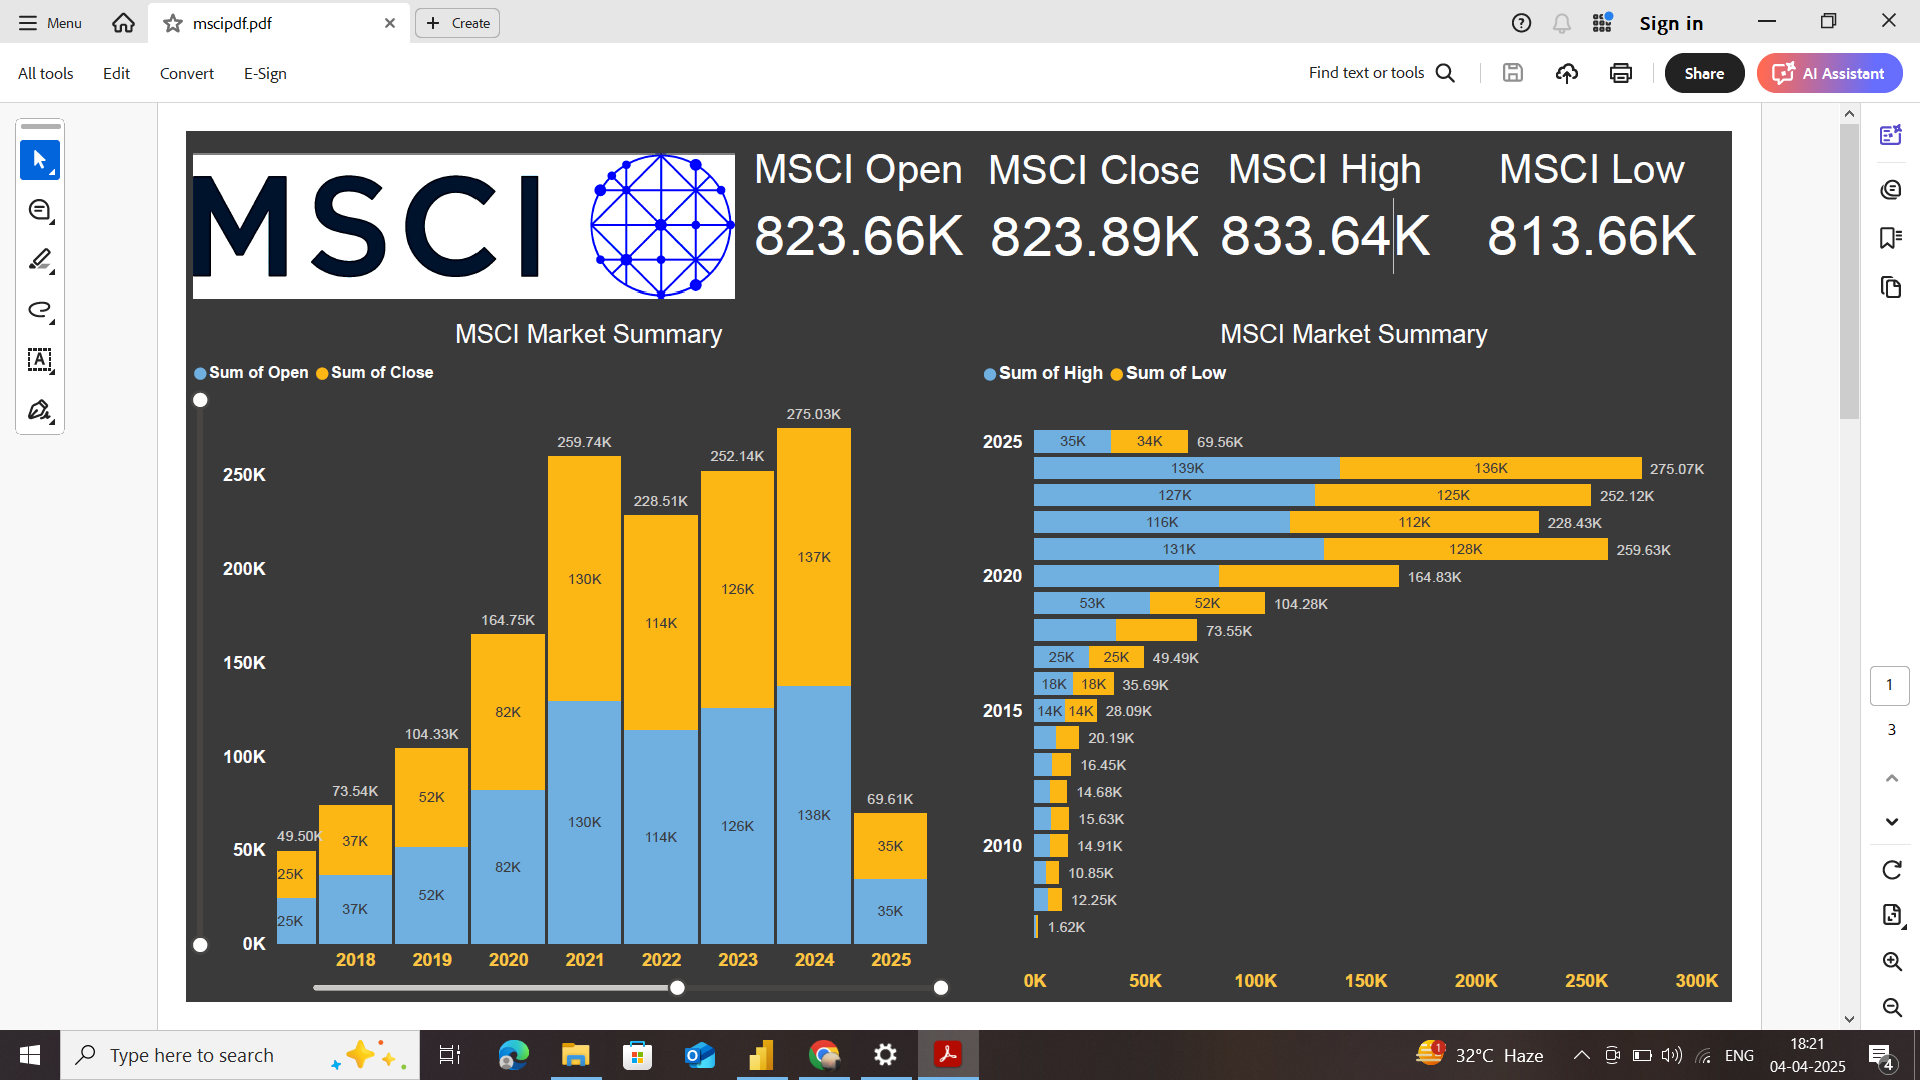 Menu
mscipdf.pdf
Create
Sign in
All tools
Edit
Convert
E-Sign
Find text or tools
Share
AI Assistant
MSCI
MSCI Open
823.66K
MSCI Close
823.89K
MSCI High
833.64K
MSCI Low
813.66K
MSCI Market Summary
Sum of Open
Sum of Close
250K
200K
150K
100K
50K
0K
49.50K
25K
25K
73.54K
37K
37K
104.33K
52K
52K
164.75K
82K
82K
259.74K
130K
130K
228.51K
114K
114K
252.14K
126K
126K
275.03K
137K
138K
69.61K
35K
35K
2018
2019
2020
2021
2022
2023
2024
2025
MSCI Market Summary
Sum of High
Sum of Low
2025
35K
34K
69.56K
139K
136K
275.07K
127K
125K
252.12K
116K
112K
228.43K
131K
128K
259.63K
2020
164.83K
53K
52K
104.28K
73.55K
25K
25K
49.49K
18K
18K
35.69K
2015
14K
14K
28.09K
20.19K
16.45K
14.68K
15.63K
2010
14.91K
10.85K
12.25K
1.62K
0K
50K
100K
150K
200K
250K
300K
1
3
Type here to search
1
32°C Haze
ENG
18:21
04-04-2025
4